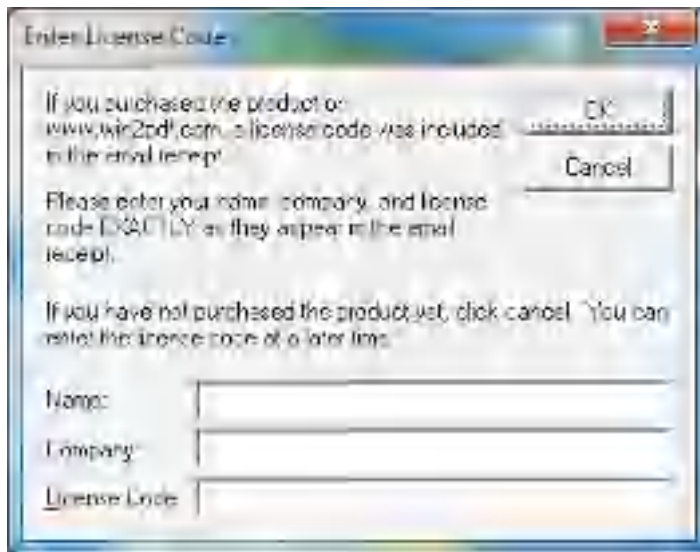 Enter License Code
If you purchased the product on
www.win2pdf.com, a license code was included
in the email receipt.
Please enter your name, company, and license
code EXACTLY as they appear in the email
receipt.
If you have not purchased the product yet, click cancel. You can
enter the license code at a later time.
OK
Cancel
Name:
Company:
License Code